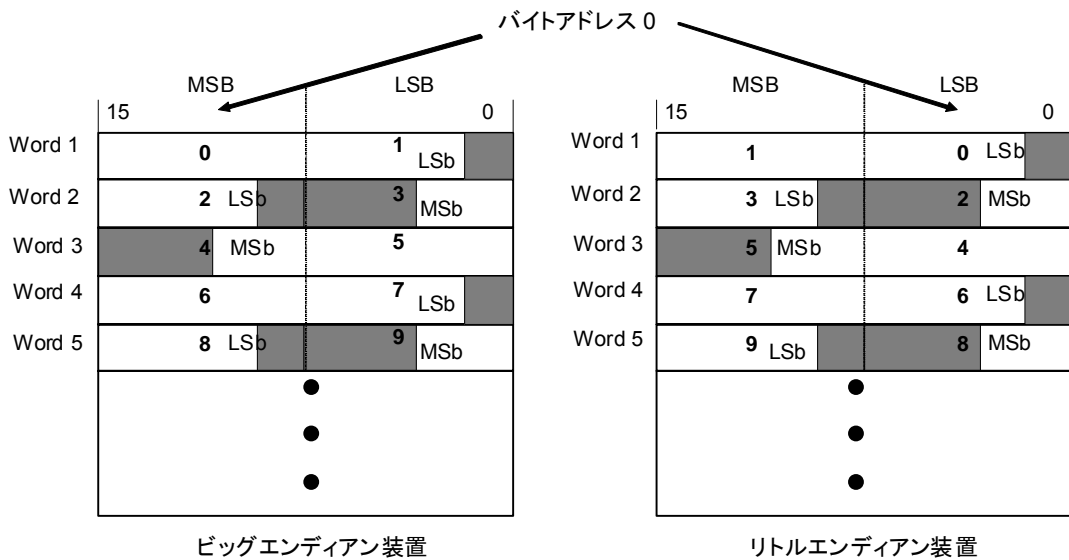 バイトアドレス 0
MSB LSB MSB LSB
15 0 15 0
Word 1 0 1 LSb Word 1 1 0 LSb
Word 2 2 LSb 3 MSb Word 2 3 LSb 2 MSb
Word 3 4 MSb 5 Word 3 5 MSb 4
Word 4 6 7 LSb Word 4 7 6 LSb
Word 5 8 LSb 9 MSb Word 5 9 LSb 8 MSb
ビッグエンディアン装置 リトルエンディアン装置